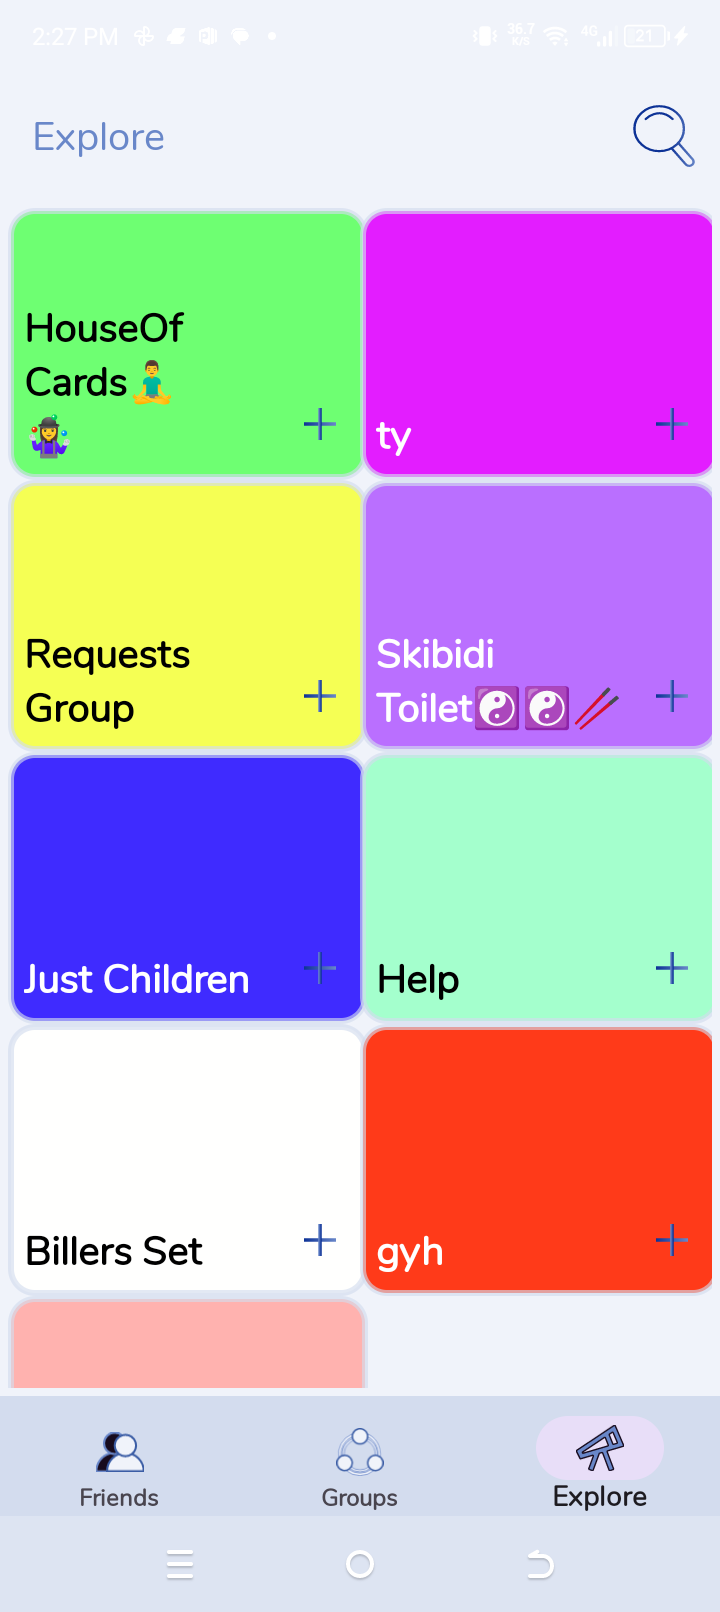 2:27 PM 36.7 K/S 4G 21
Explore
HouseOf
Cards🧘‍♂️
🤹‍♀️
ty
Requests
Group
Skibidi
Toilet☯️☯️🥢
Just Children
Help
Billers Set
gyh
Friends
Groups
Explore